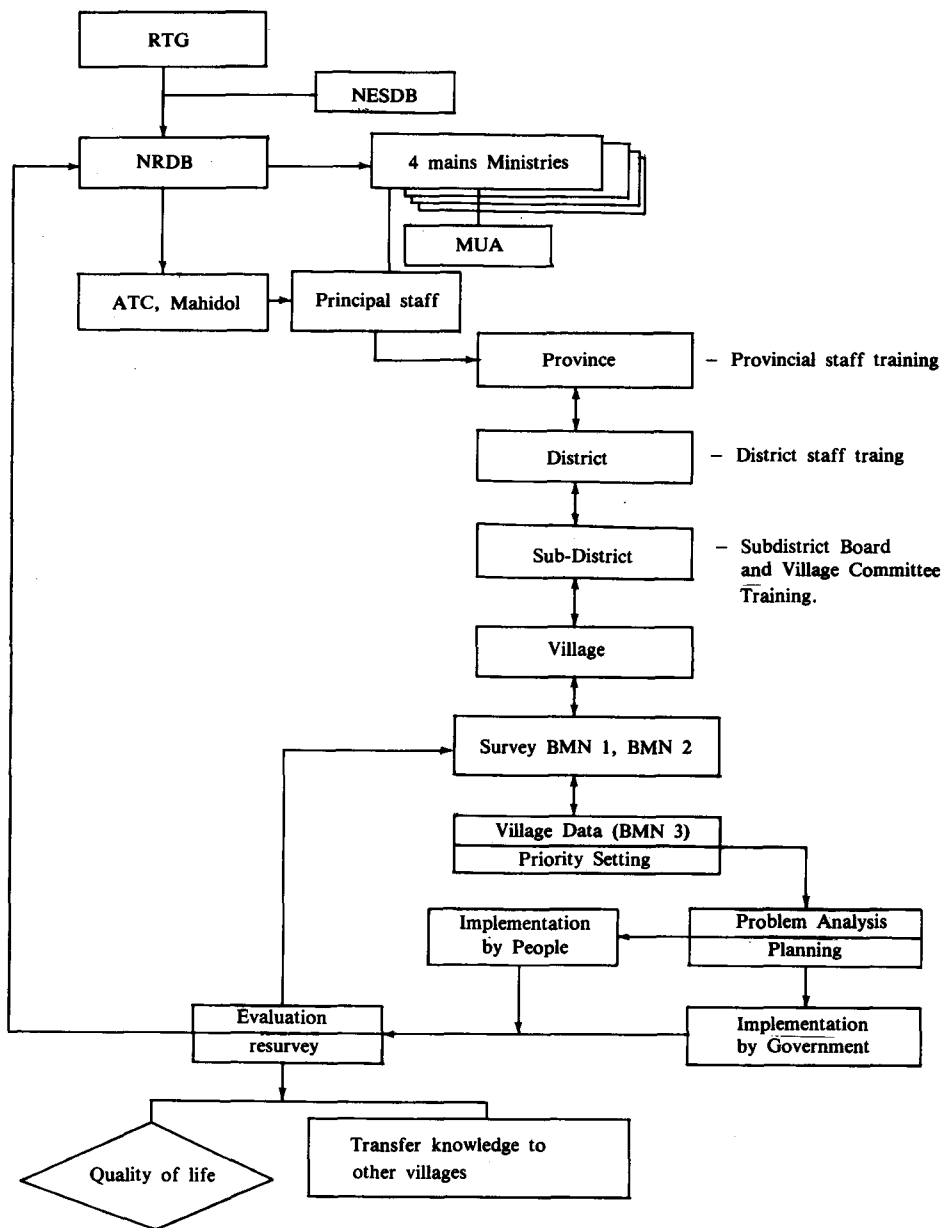 RTG
NESDB
NRDB
4 mains Ministries
MUA
ATC, Mahidol
Principal staff
Province
– Provincial staff training
District
– District staff traing
Sub-District
– Subdistrict Board
and Village Committee
Training.
Village
Survey BMN 1, BMN 2
Village Data (BMN 3)
Priority Setting
Implementation
by People
Problem Analysis
Planning
Evaluation
resurvey
Implementation
by Government
Quality of life
Transfer knowledge to
other villages